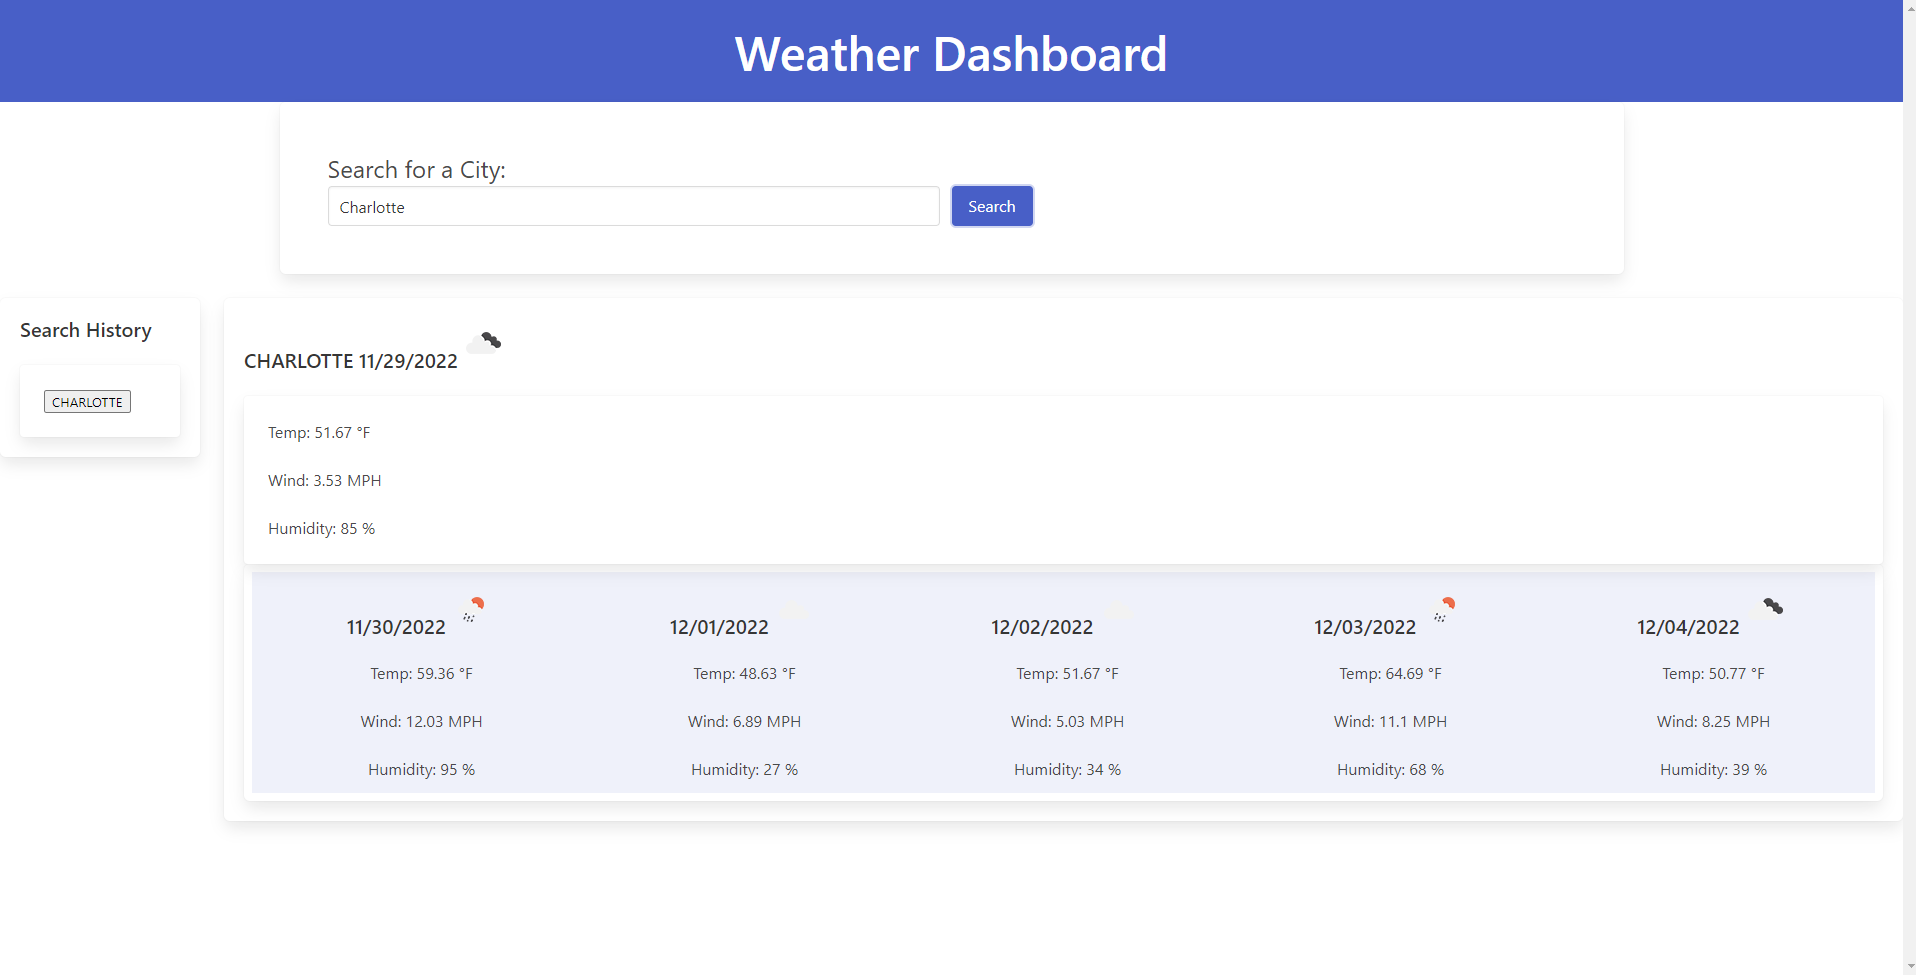 Weather Dashboard
Search for a City:
Charlotte
Search
Search History
CHARLOTTE
CHARLOTTE 11/29/2022
Temp: 51.67 °F
Wind: 3.53 MPH
Humidity: 85 %
11/30/2022
Temp: 59.36 °F
Wind: 12.03 MPH
Humidity: 95 %
12/01/2022
Temp: 48.63 °F
Wind: 6.89 MPH
Humidity: 27 %
12/02/2022
Temp: 51.67 °F
Wind: 5.03 MPH
Humidity: 34 %
12/03/2022
Temp: 64.69 °F
Wind: 11.1 MPH
Humidity: 68 %
12/04/2022
Temp: 50.77 °F
Wind: 8.25 MPH
Humidity: 39 %